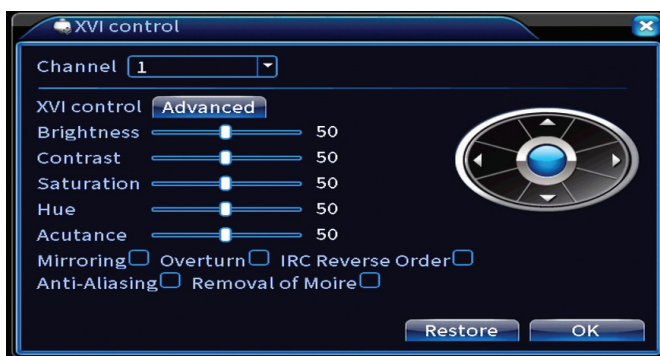 XVI control
Channel 1
XVI control Advanced
Brightness 50
Contrast 50
Saturation 50
Hue 50
Acutance 50
Mirroring Overturn IRC Reverse Order
Anti-Aliasing Removal of Moire
Restore OK